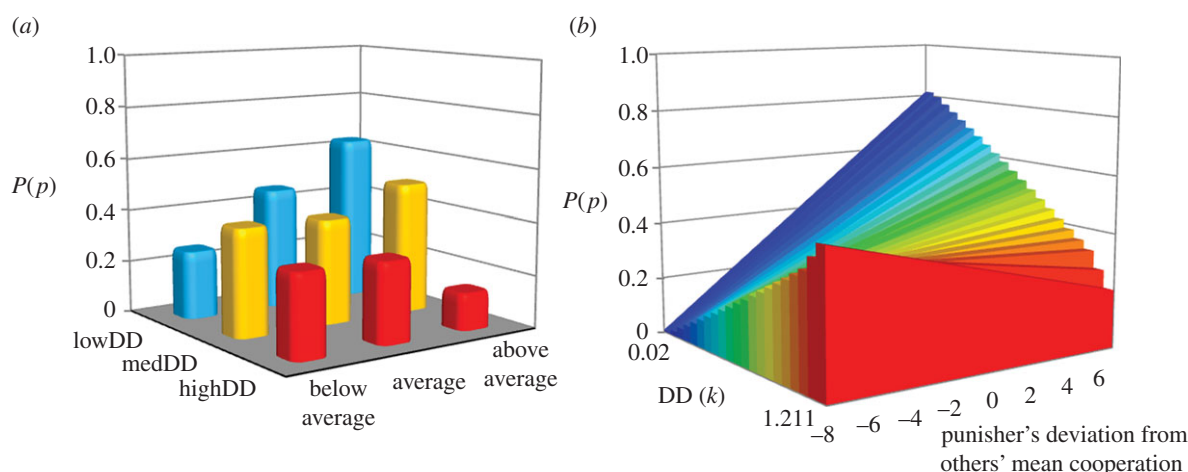 (a)
1.0
0.8
0.6
P(p)
0.4
0.2
0
lowDD
medDD
highDD
below
average
average
above
average
(b)
1.0
0.8
0.6
P(p)
0.4
0.2
0
0.02
DD (k)
1.211
–8
–6
–4
–2
0
2
4
6
punisher's deviation from
others' mean cooperation